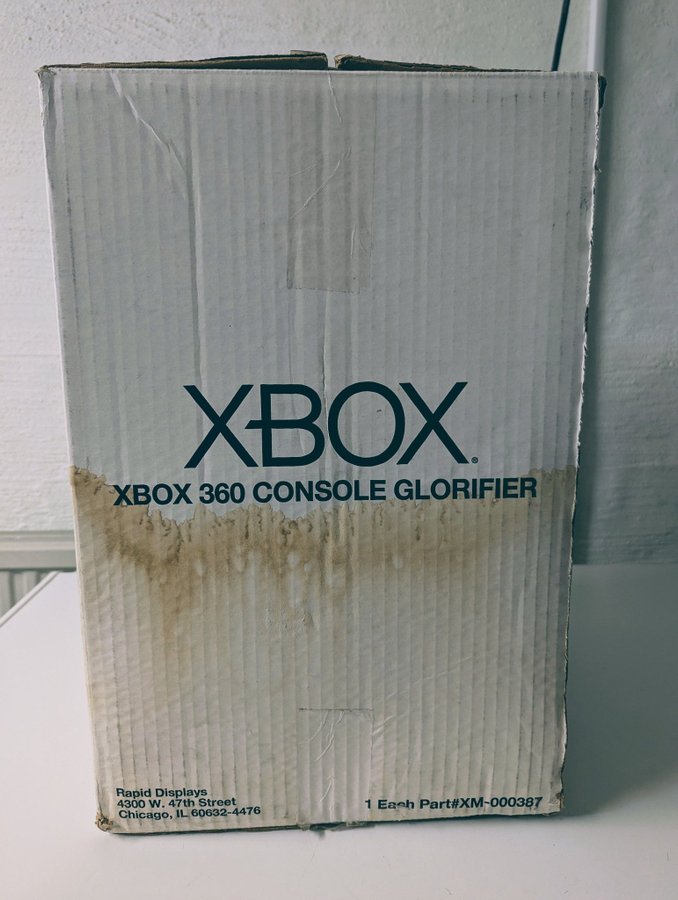 XBOX®
XBOX 360 CONSOLE GLORIFIER
Rapid Displays
4300 W. 47th Street
Chicago, IL 60632-4476
1 Each Part#XM-000387